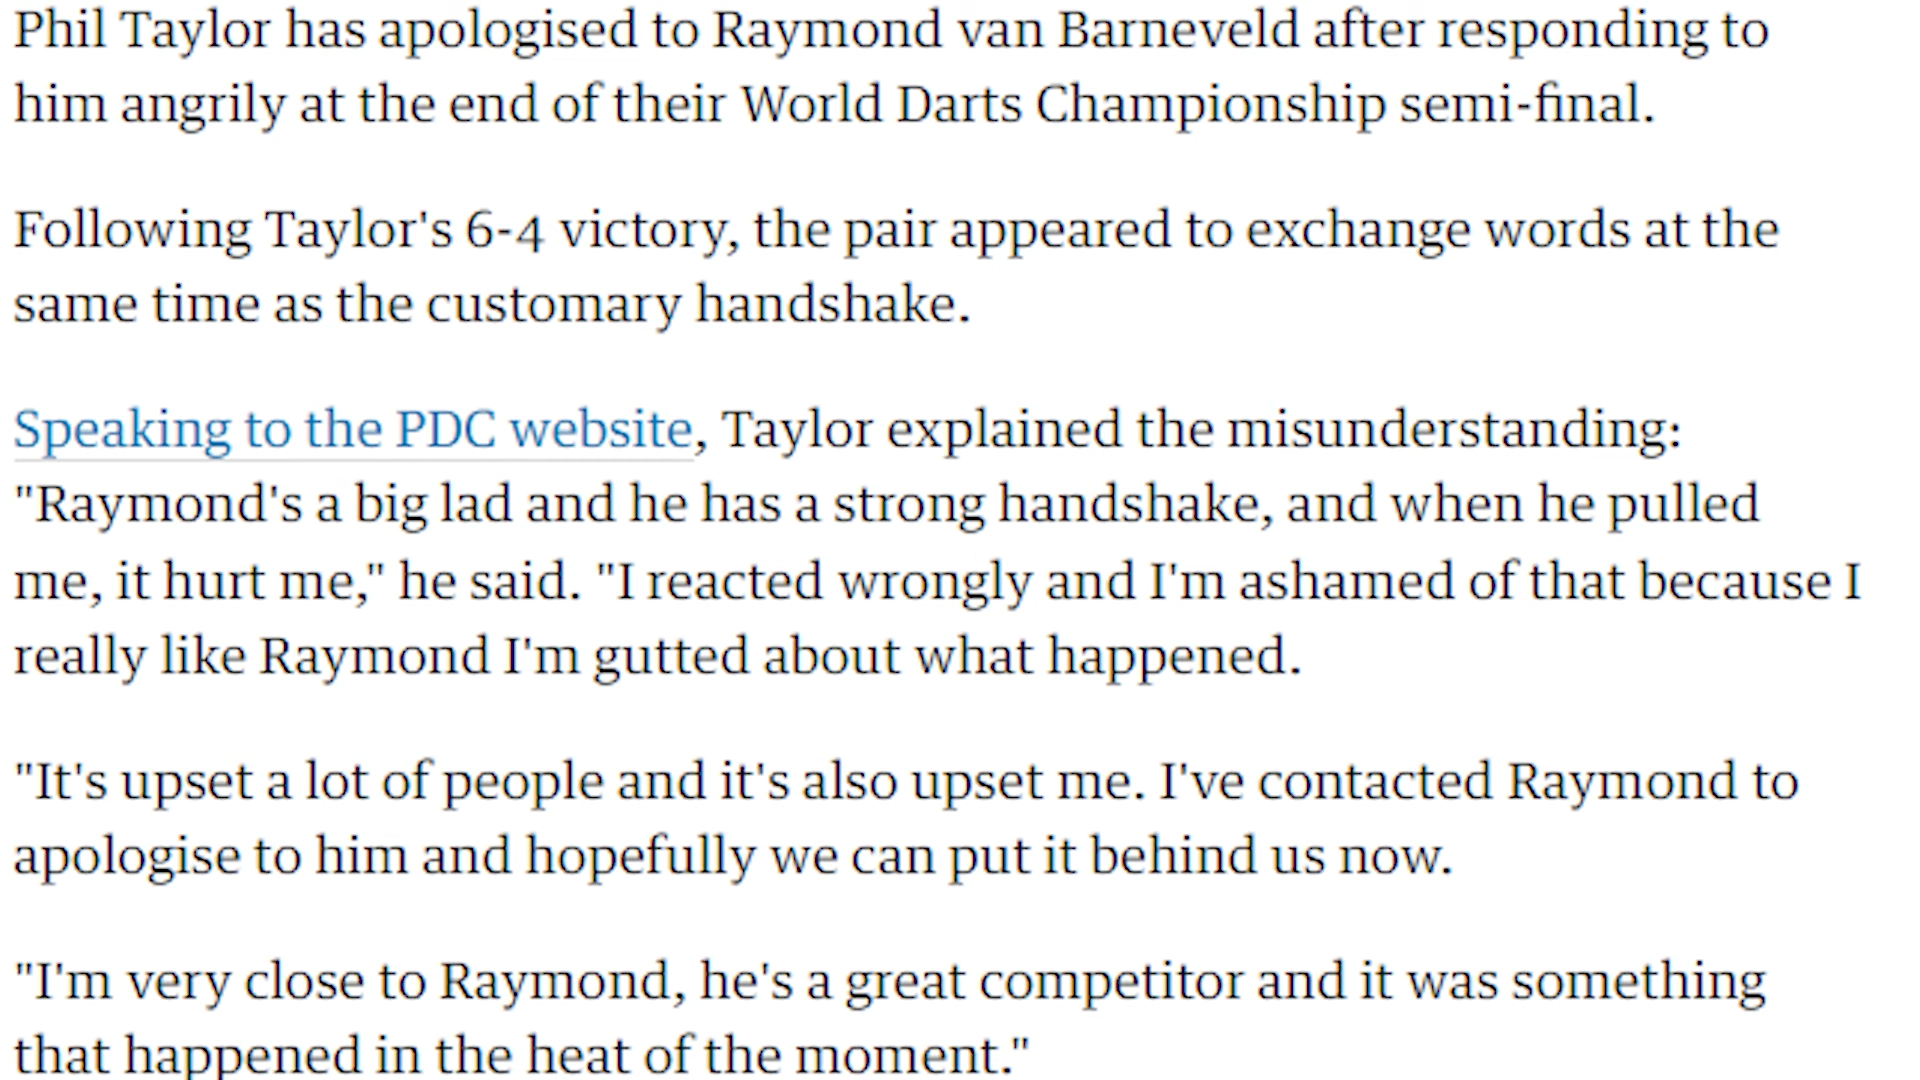 Phil Taylor has apologised to Raymond van Barneveld after responding to
him angrily at the end of their World Darts Championship semi-final.
Following Taylor's 6-4 victory, the pair appeared to exchange words at the
same time as the customary handshake.
Speaking to the PDC website, Taylor explained the misunderstanding:
"Raymond's a big lad and he has a strong handshake, and when he pulled
me, it hurt me," he said. "I reacted wrongly and I'm ashamed of that because I
really like Raymond I'm gutted about what happened.
"It's upset a lot of people and it's also upset me. I've contacted Raymond to
apologise to him and hopefully we can put it behind us now.
"I'm very close to Raymond, he's a great competitor and it was something
that happened in the heat of the moment."